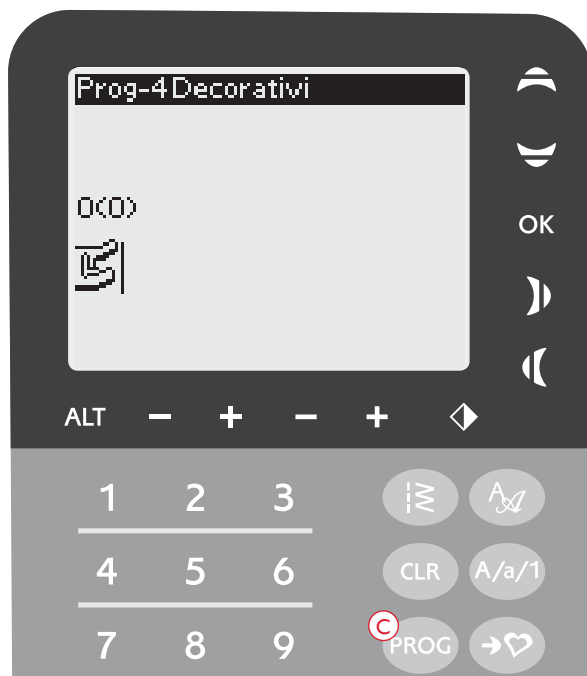 Prog-4 Decorativi
0(0)
OK
ALT - + - +
1 2 3
A A
4 5 6 CLR A/a/1
C
7 8 9 PROG